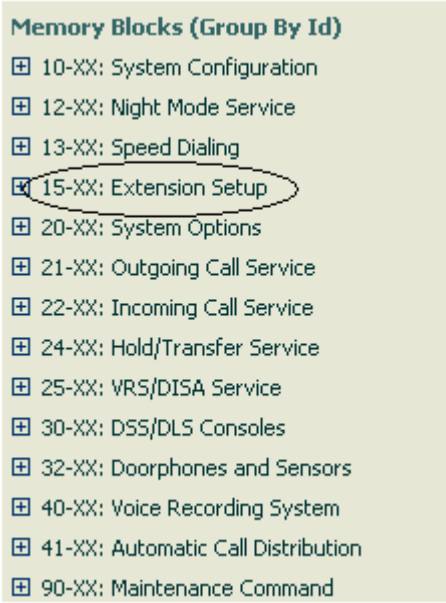 Memory Blocks (Group By Id)
10-XX: System Configuration
12-XX: Night Mode Service
13-XX: Speed Dialing
15-XX: Extension Setup
20-XX: System Options
21-XX: Outgoing Call Service
22-XX: Incoming Call Service
24-XX: Hold/Transfer Service
25-XX: VRS/DISA Service
30-XX: DSS/DLS Consoles
32-XX: Doorphones and Sensors
40-XX: Voice Recording System
41-XX: Automatic Call Distribution
90-XX: Maintenance Command